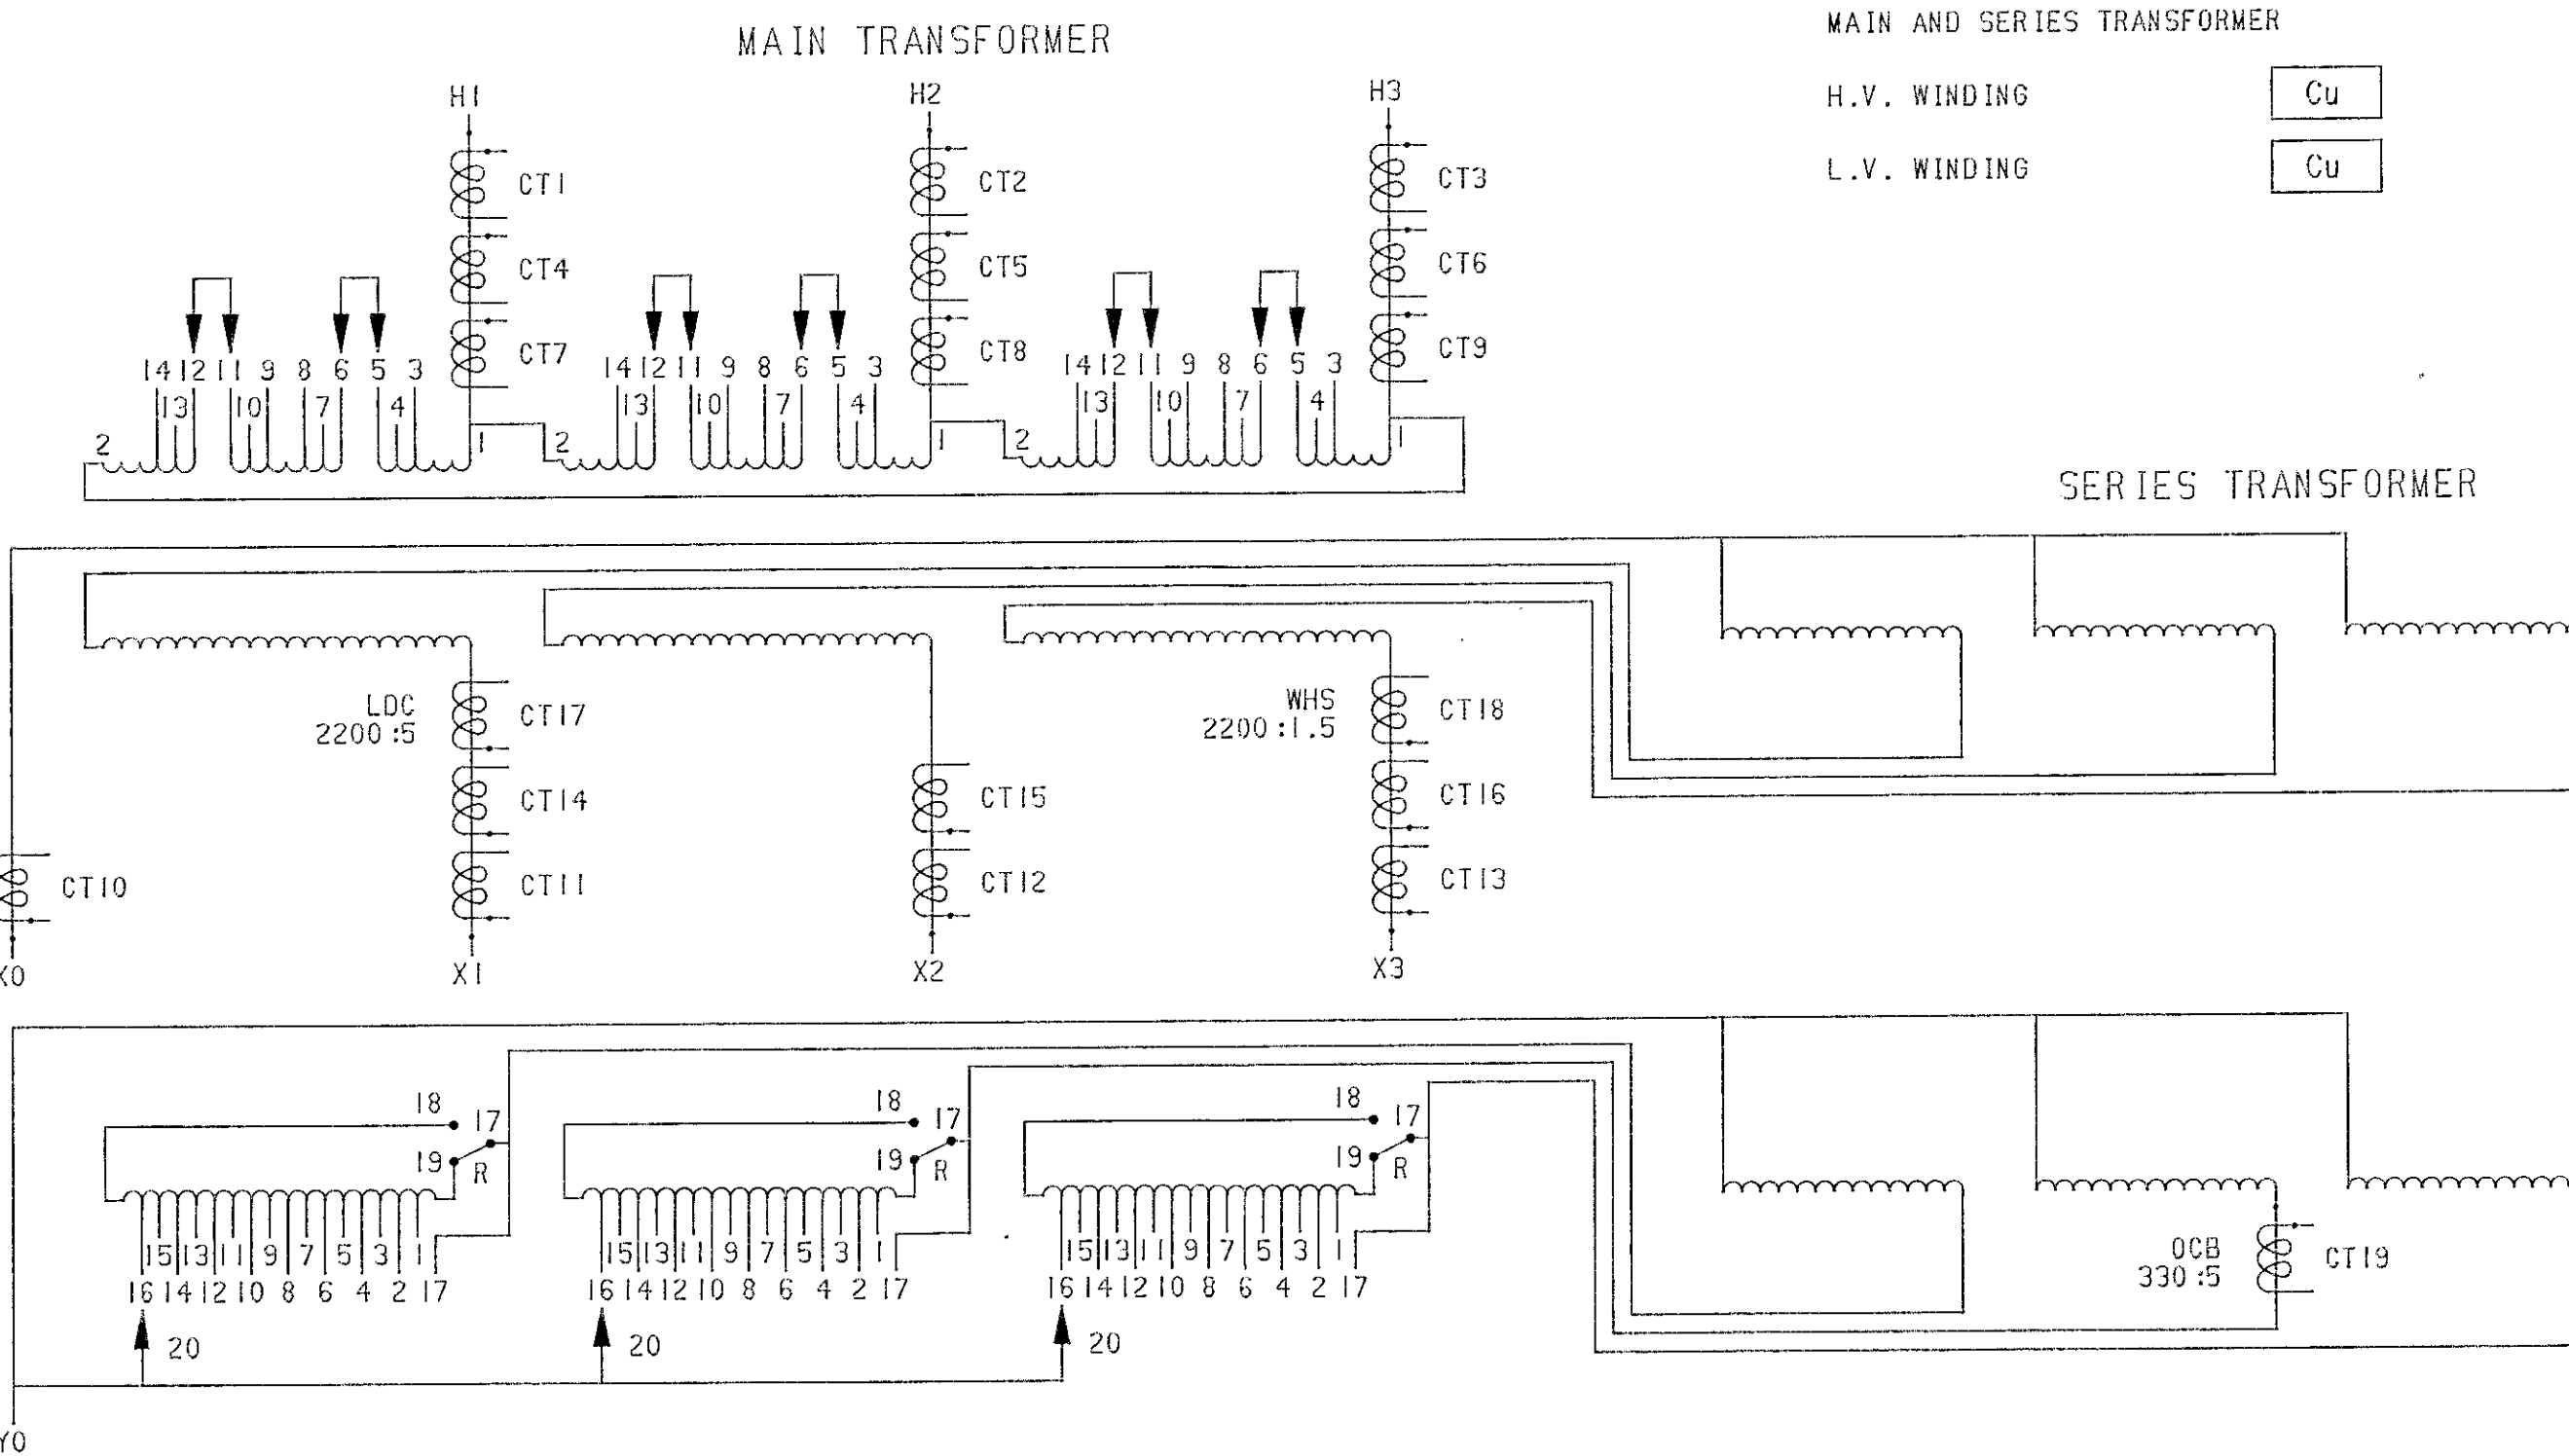 MAIN TRANSFORMER
MAIN AND SERIES TRANSFORMER
H.V. WINDING Cu
L.V. WINDING Cu
H1 H2 H3
CT1 CT2 CT3
CT4 CT5 CT6
CT7 CT8 CT9
14 12 11 9 8 6 5 3 14 12 11 9 8 6 5 3 14 12 11 9 8 6 5 3
13 10 7 4 13 10 7 4 13 10 7 4
2 1 2 1 2 1
SERIES TRANSFORMER
LDC
2200:5
CT17
WHS
2200:1.5
CT18
CT14 CT15 CT16
CT10 CT11 CT12 CT13
X0 X1 X2 X3
18 17 18 17 18 17
19 R 19 R 19 R
15 13 11 9 7 5 3 1 15 13 11 9 7 5 3 1 15 13 11 9 7 5 3 1
16 14 12 10 8 6 4 2 17 16 14 12 10 8 6 4 2 17 16 14 12 10 8 6 4 2 17
OCB
330:5
CT19
20 20 20
Y0